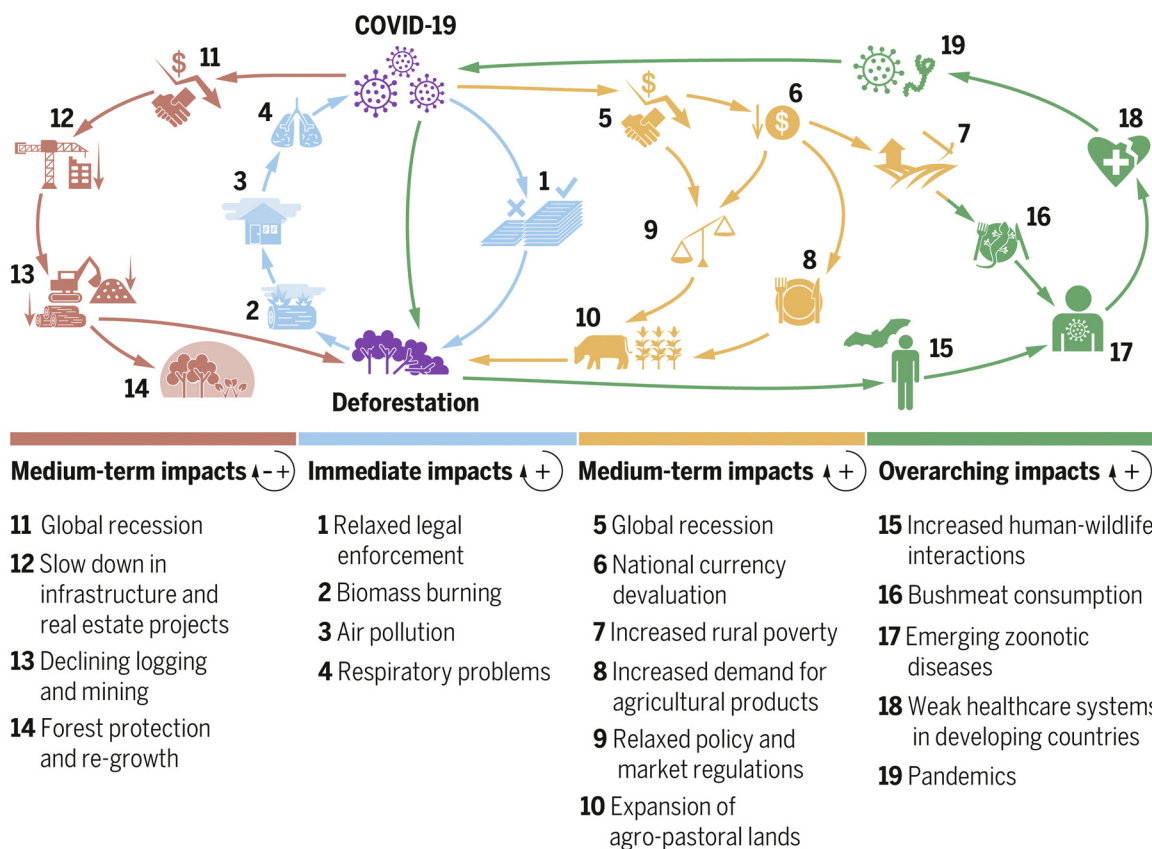 COVID-19
11
19
4
6
5
12
7
18
3
1
16
9
8
13
2
10
15
17
14
Deforestation
Medium-term impacts - +
11 Global recession
12 Slow down in
infrastructure and
real estate projects
13 Declining logging
and mining
14 Forest protection
and re-growth
Immediate impacts +
1 Relaxed legal
enforcement
2 Biomass burning
3 Air pollution
4 Respiratory problems
Medium-term impacts +
5 Global recession
6 National currency
devaluation
7 Increased rural poverty
8 Increased demand for
agricultural products
9 Relaxed policy and
market regulations
10 Expansion of
agro-pastoral lands
Overarching impacts +
15 Increased human-wildlife
interactions
16 Bushmeat consumption
17 Emerging zoonotic
diseases
18 Weak healthcare systems
in developing countries
19 Pandemics